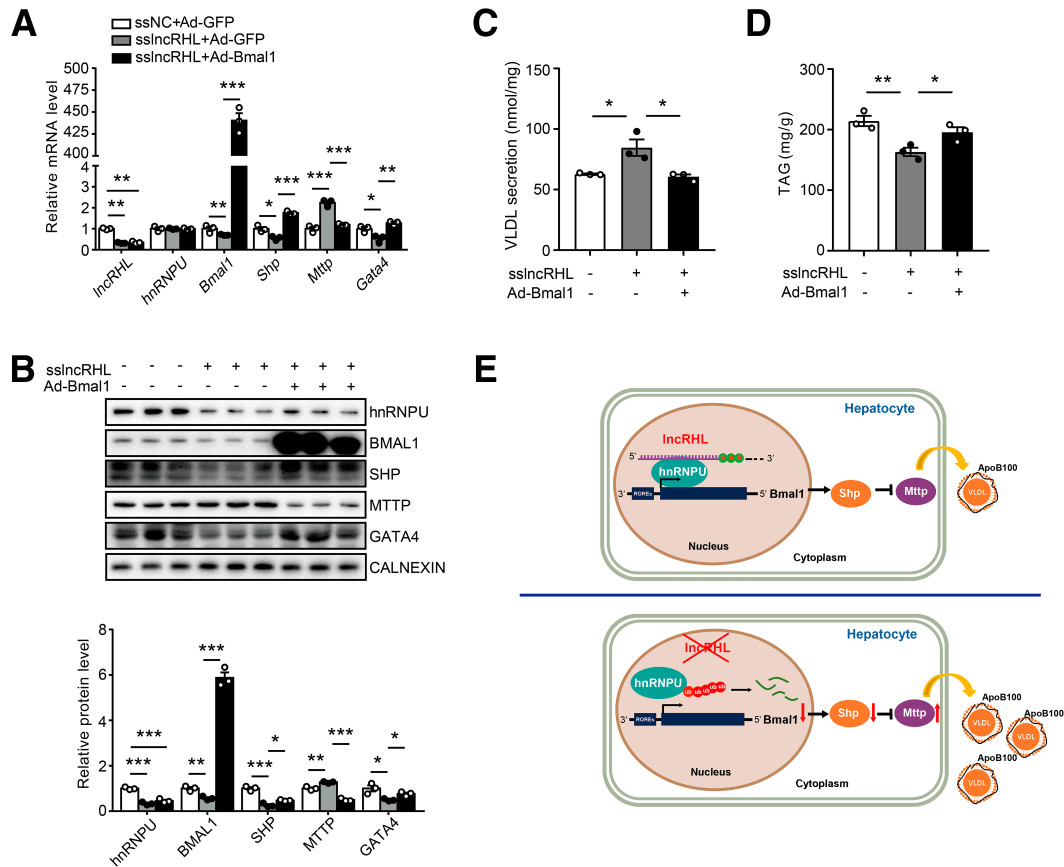 A
ssNC+Ad-GFP
sslncRHL+Ad-GFP
sslncRHL+Ad-Bmal1
Relative mRNA level
500
475
450
425
400
4
3
2
1
0
** ** ** *** * *** *** *** * **
lncRHL hnRNPU Bmal1 Shp Mttp Gata4
C
VLDL secretion (nmol/mg)
150
100
50
0
* *
sslncRHL - + +
Ad-Bmal1 - - +
D
TAG (mg/g)
300
200
100
0
** *
sslncRHL - + +
Ad-Bmal1 - - +
B
sslncRHL - - - + + + + + +
Ad-Bmal1 - - - - - - + + +
hnRNPU
BMAL1
SHP
MTTP
GATA4
CALNEXIN
Relative protein level
8
6
4
2
0
*** *** ** *** *** * ** *** * *
hnRNPU BMAL1 SHP MTTP GATA4
E
Hepatocyte
lncRHL
5' 3'
hnRNPU
3' ROREs 5' Bmal1
Shp
Mttp
ApoB100
VLDL
Nucleus
Cytoplasm
Hepatocyte
lncRHL
hnRNPU
ub ub ub ub ub
3' ROREs 5' Bmal1
Shp
Mttp
ApoB100
VLDL
ApoB100
VLDL
ApoB100
VLDL
Nucleus
Cytoplasm